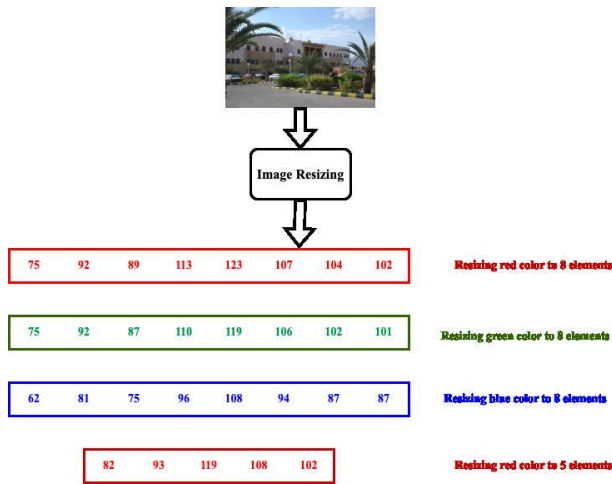 Image Resizing
75 92 89 113 123 107 104 102 Resizing red color to 8 elements
75 92 87 110 119 106 102 101 Resizing green color to 8 elements
62 81 75 96 108 94 87 87 Resizing blue color to 8 elements
82 93 119 108 102 Resizing red color to 5 elements